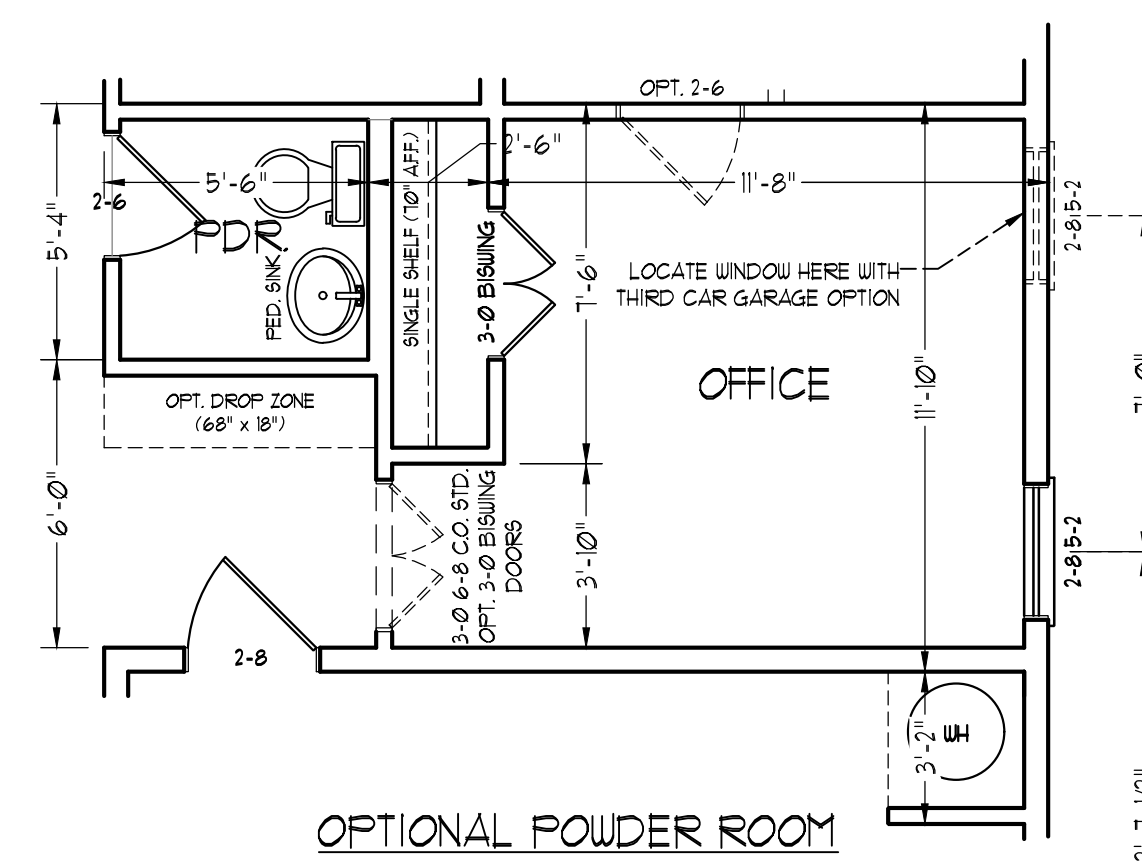 OPT. 2-6
2'-6"
5'-6"
11'-8"
2-6
5'-4"
SINGLE SHELF (70" A.F.F.)
PED. SINK
3-0 BISWING
7'-6"
2-8 5-2
LOCATE WINDOW HERE WITH
THIRD CAR GARAGE OPTION
OFFICE
11'-10"
OPT. DROP ZONE
(68" x 18")
6'-0"
3-0 6-8 C.O. STD.
OPT. 3-0 BISWING
DOORS
3'-10"
2-8 5-2
2-8
3'-2"
WH
OPTIONAL POWDER ROOM